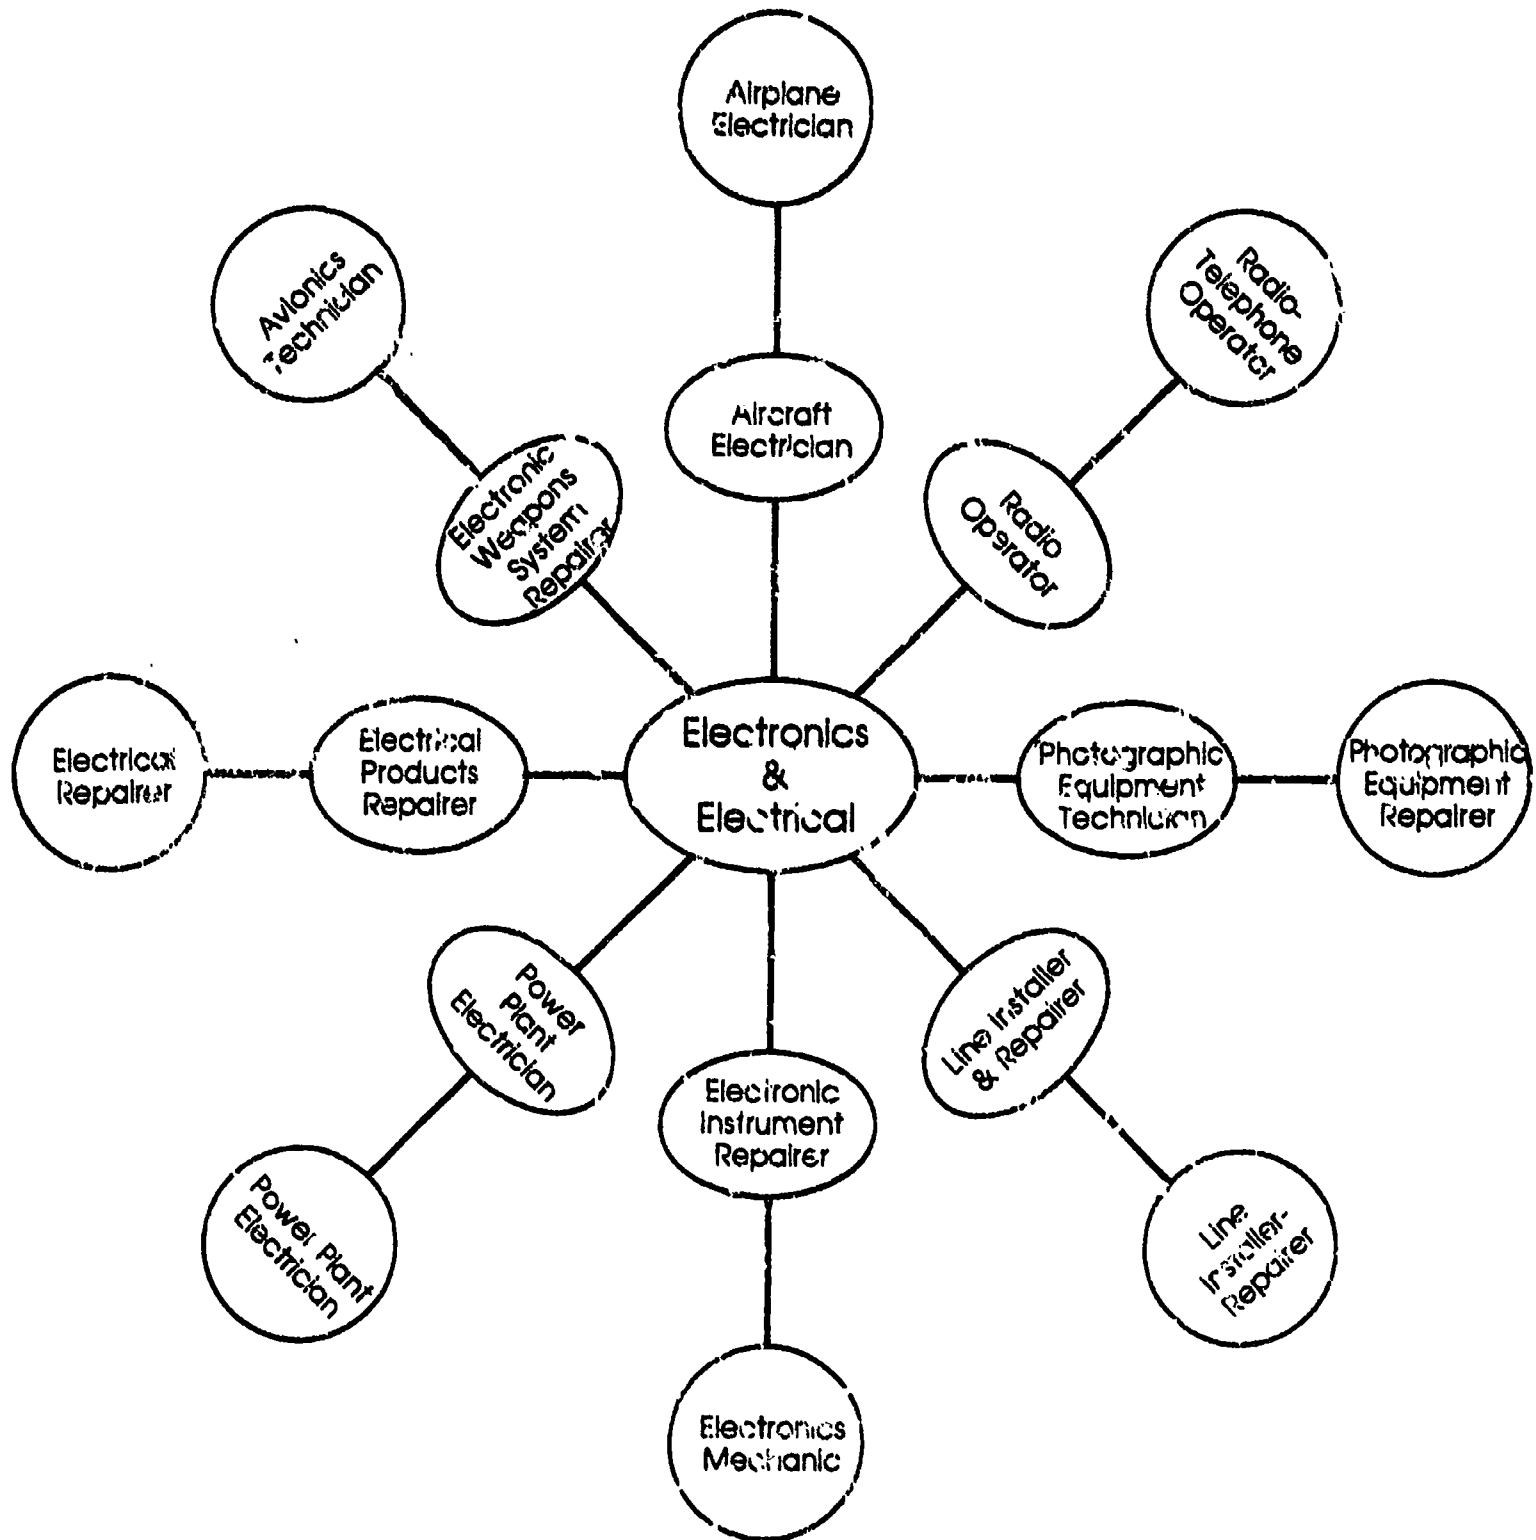 Airplane
Electrician
Avionics
Technician
Radio-
Telephone
Operator
Aircraft
Electrician
Electronic
Weapons
System
Repairer
Radio
Operator
Electrical
Repairer
Electrical
Products
Repairer
Electronics
&
Electrical
Photographic
Equipment
Technician
Photographic
Equipment
Repairer
Power
Plant
Electrician
Line Installer
& Repairer
Electronic
Instrument
Repairer
Power Plant
Electrician
Line
Installer-
Repairer
Electronics
Mechanic